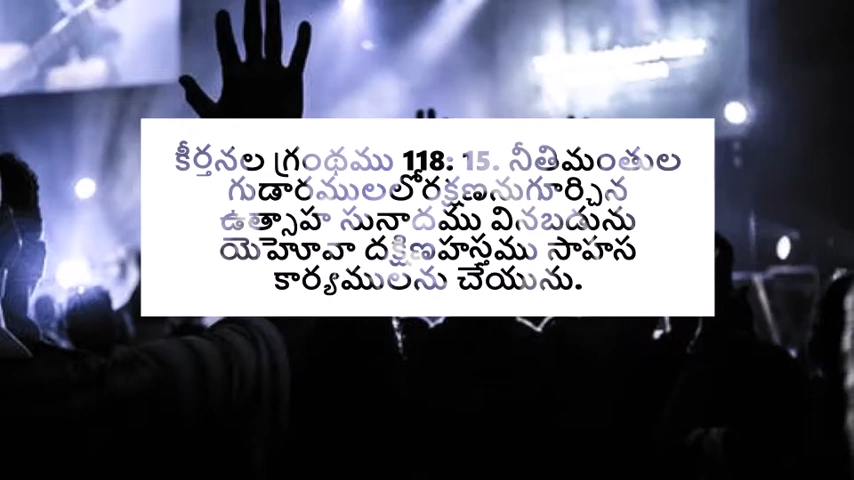 కీర్తనల గ్రంథము 118: 15. నీతిమంతుల
గుడారములలోరక్షణనుగూర్చిన
ఉత్సాహ సునాదము వినబడును
యెహోవా దక్షిణహస్తము సాహస
కార్యములను చేయును.